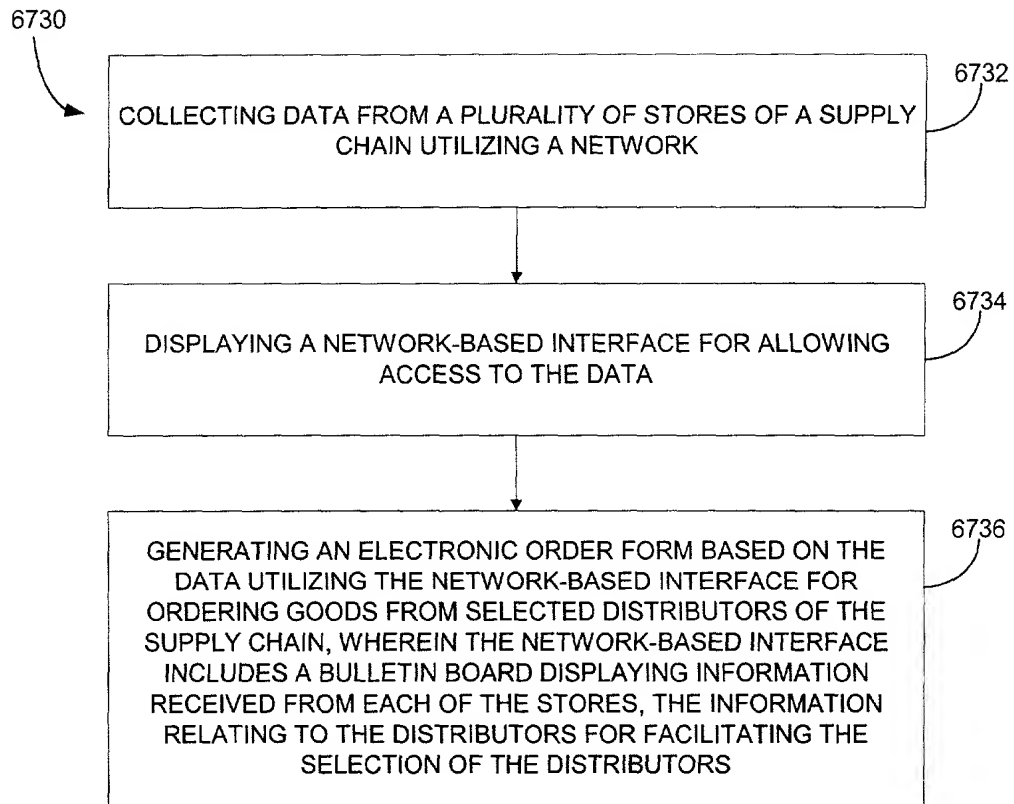 6730
6732
COLLECTING DATA FROM A PLURALITY OF STORES OF A SUPPLY
CHAIN UTILIZING A NETWORK
6734
DISPLAYING A NETWORK-BASED INTERFACE FOR ALLOWING
ACCESS TO THE DATA
6736
GENERATING AN ELECTRONIC ORDER FORM BASED ON THE
DATA UTILIZING THE NETWORK-BASED INTERFACE FOR
ORDERING GOODS FROM SELECTED DISTRIBUTORS OF THE
SUPPLY CHAIN, WHEREIN THE NETWORK-BASED INTERFACE
INCLUDES A BULLETIN BOARD DISPLAYING INFORMATION
RECEIVED FROM EACH OF THE STORES, THE INFORMATION
RELATING TO THE DISTRIBUTORS FOR FACILITATING THE
SELECTION OF THE DISTRIBUTORS